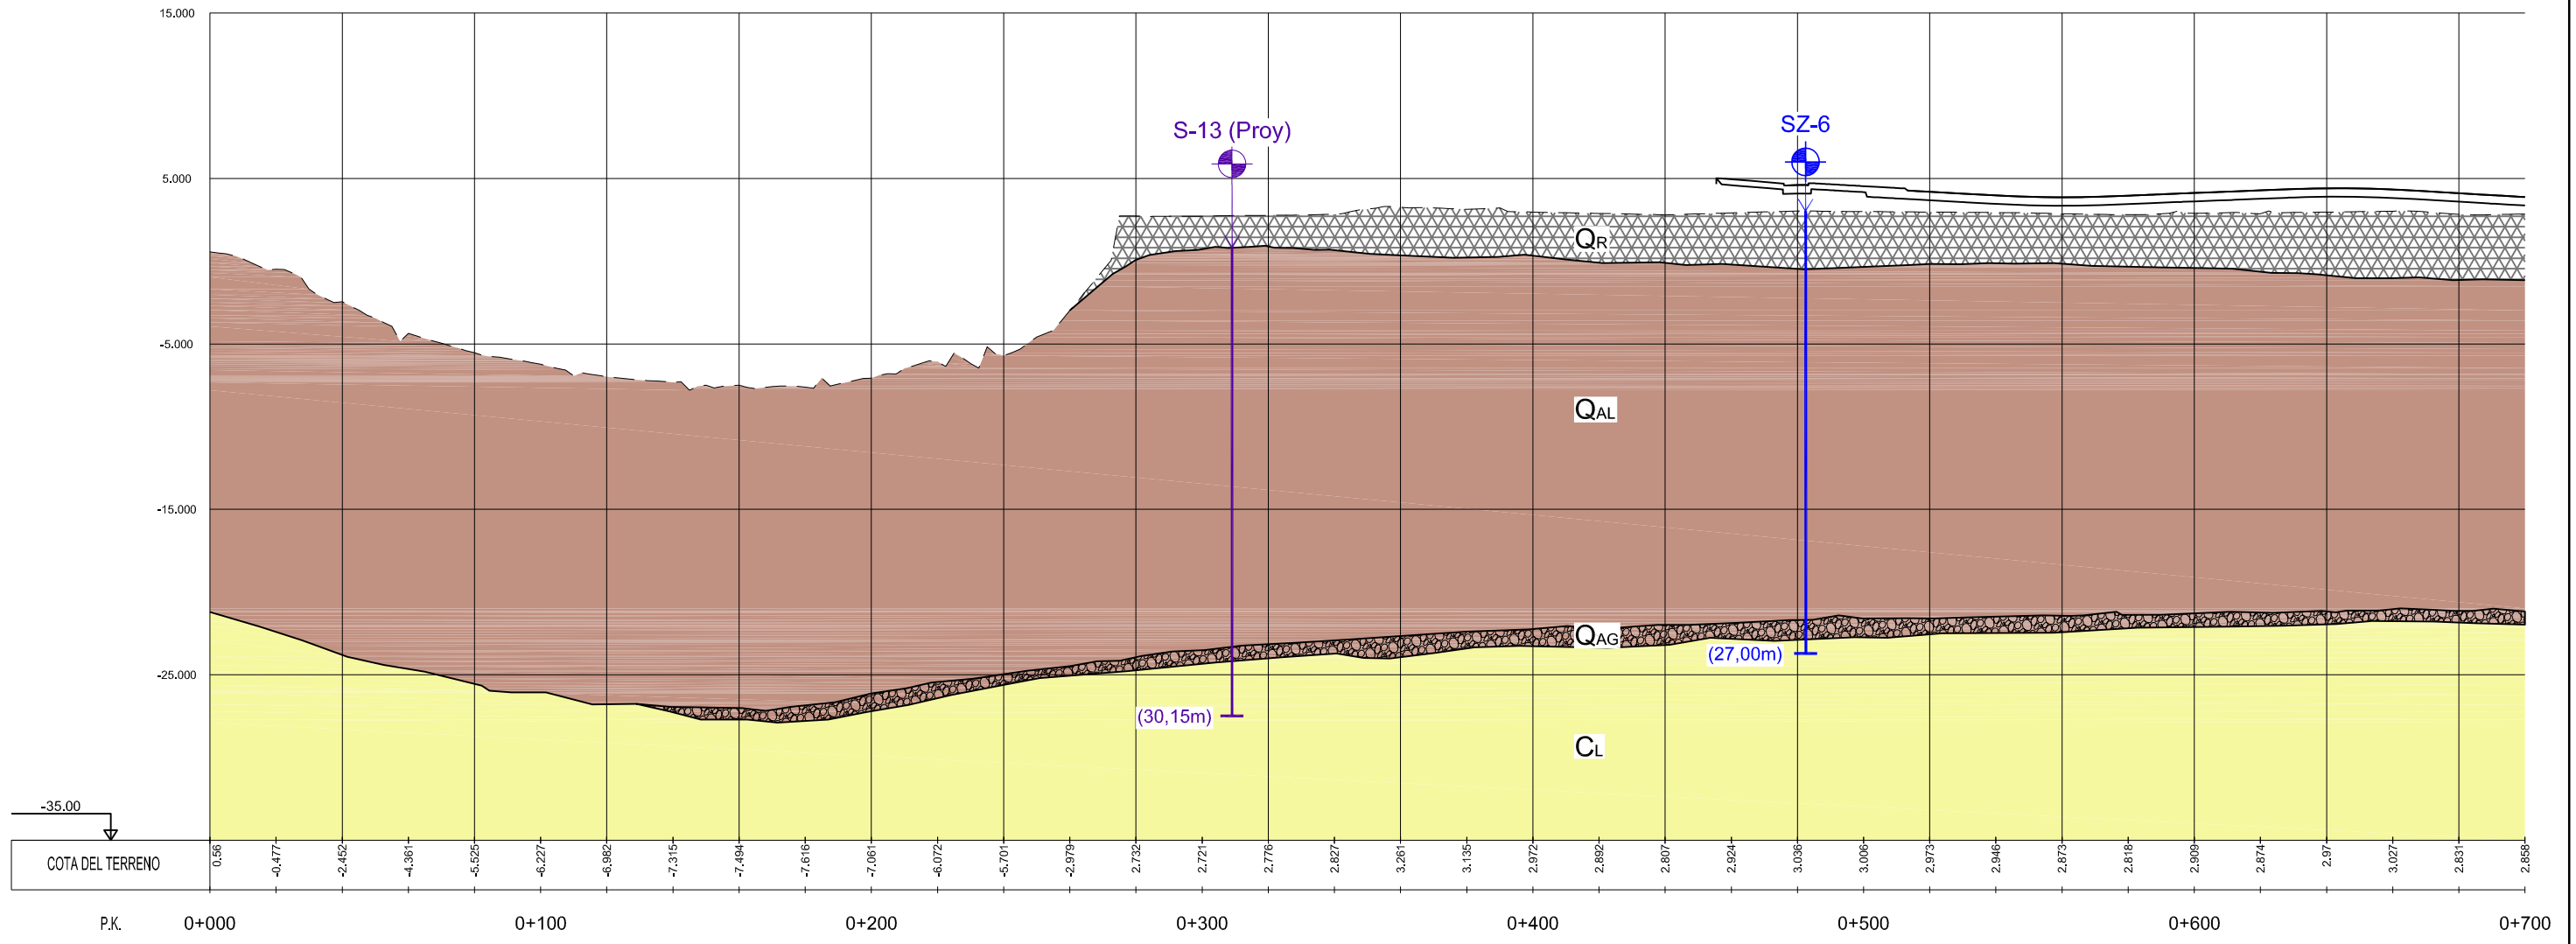 15.000
S-13 (Proy)
SZ-6
5.000
QR
-5.000
QAL
-15.000
QAG
(27,00m)
-25.000
(30,15m)
CL
-35.00
COTA DEL TERRENO
0.56 -0.477 -2.452 -4.361 -5.525 -6.227 -6.982 -7.315 -7.494 -7.616 -7.061 -6.072 -5.701 -2.979 2.732 2.721 2.776 2.827 3.261 3.135 2.972 2.892 2.807 2.924 3.036 3.006 2.973 2.946 2.873 2.818 2.909 2.874 2.97 3.027 2.831 2.858
P.K. 0+000 0+100 0+200 0+300 0+400 0+500 0+600 0+700